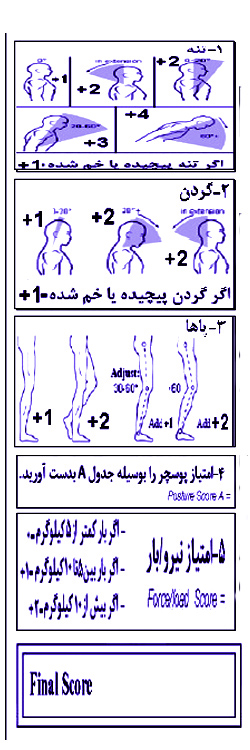 ۱-تنه
0°
+1
in extension
+2
+2
0-20°
20-60°
+3
+4
60°+
اگر تنه پیچیده یا خم شده=1+
۲-گردن
+1
1-20°
+2
20°+
in extension
+2
اگر گردن پیچیده یا خم شده=1+
۳-پاها
+1
+2
Adjust:
30-60°
Add+1
+60
Add+2
۴-امتیاز پوسچر را بوسیله جدول A بدست آورید.
Posture Score A =
۵-امتیاز نیرو/بار
-اگر بار کمتر از ۵ کیلوگرم=۰
-اگر بار بین ۵ تا ۱۰ کیلوگرم=۱+
-اگر بیش از ۱۰ کیلوگرم=۲+
Force/load Score =
Final Score